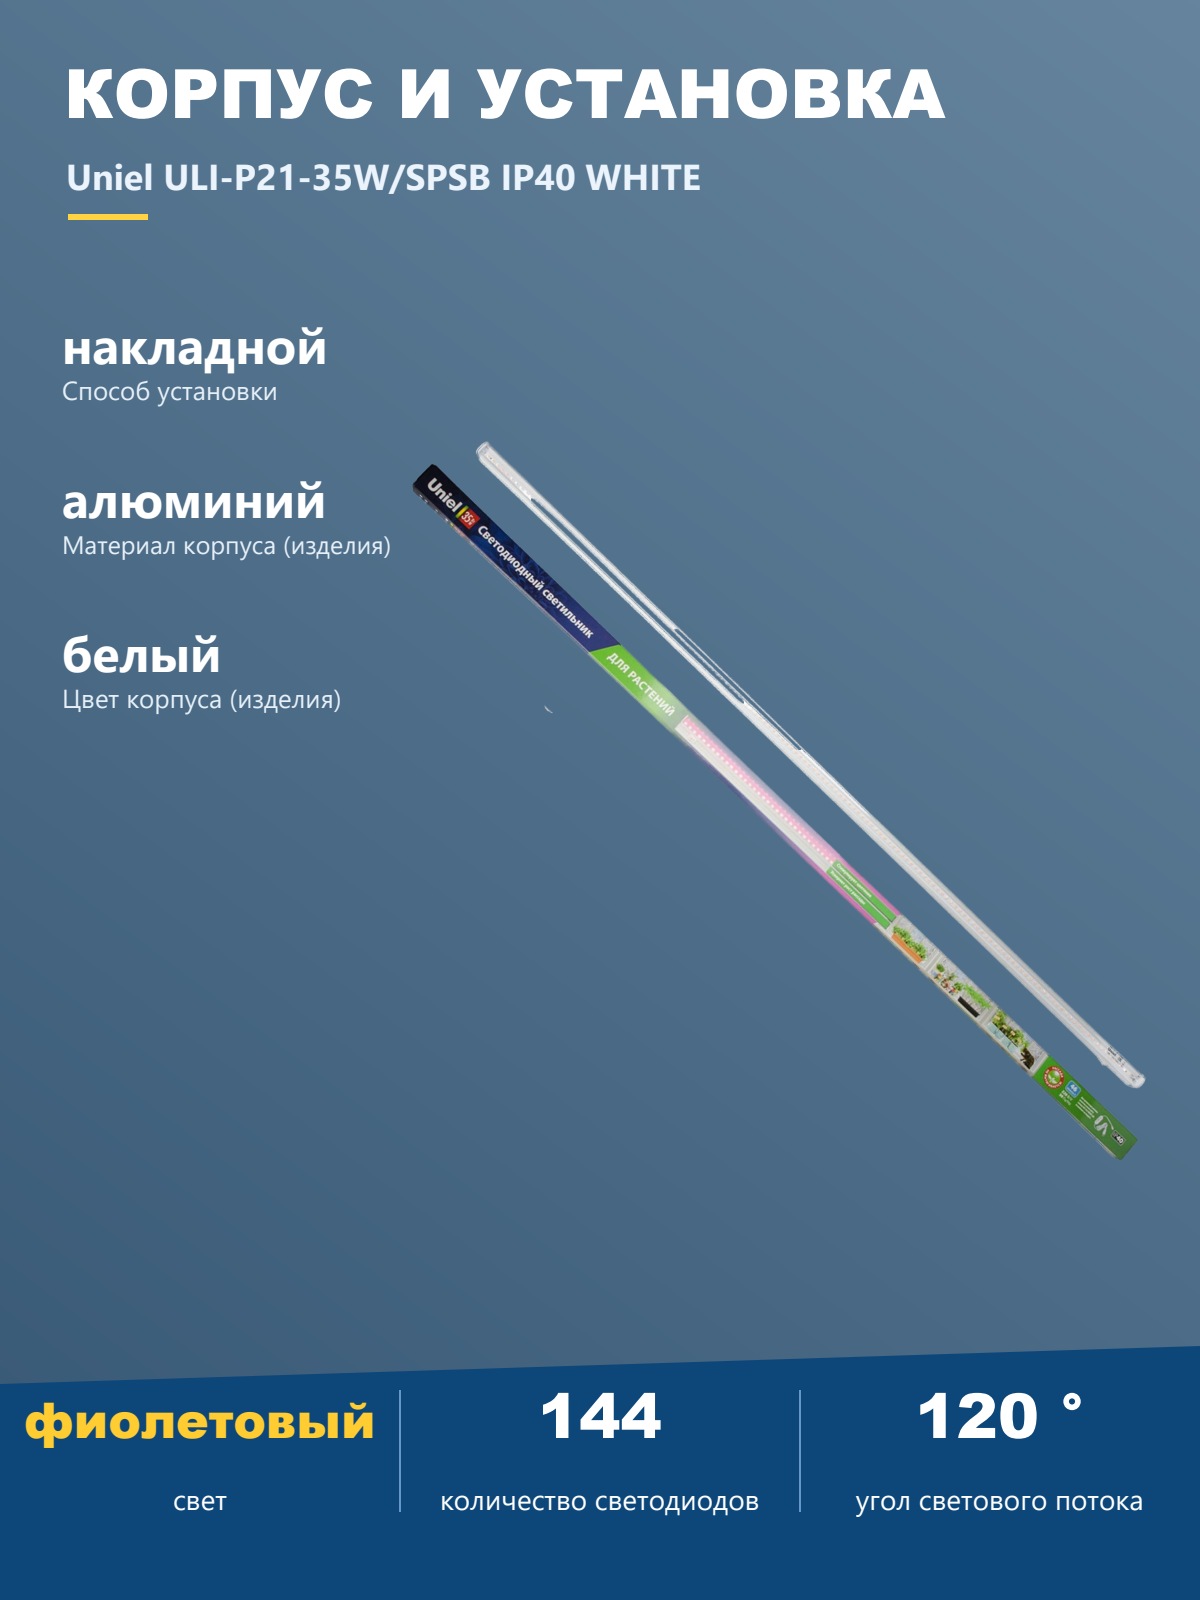 КОРПУС И УСТАНОВКА
Uniel ULI-P21-35W/SPSB IP40 WHITE
накладной
Способ установки
алюминий
Материал корпуса (изделия)
белый
Цвет корпуса (изделия)
Uniel 35
Светодиодный светильник
ДЛЯ РАСТЕНИЙ
фиолетовый
свет
144
количество светодиодов
120 °
угол светового потока